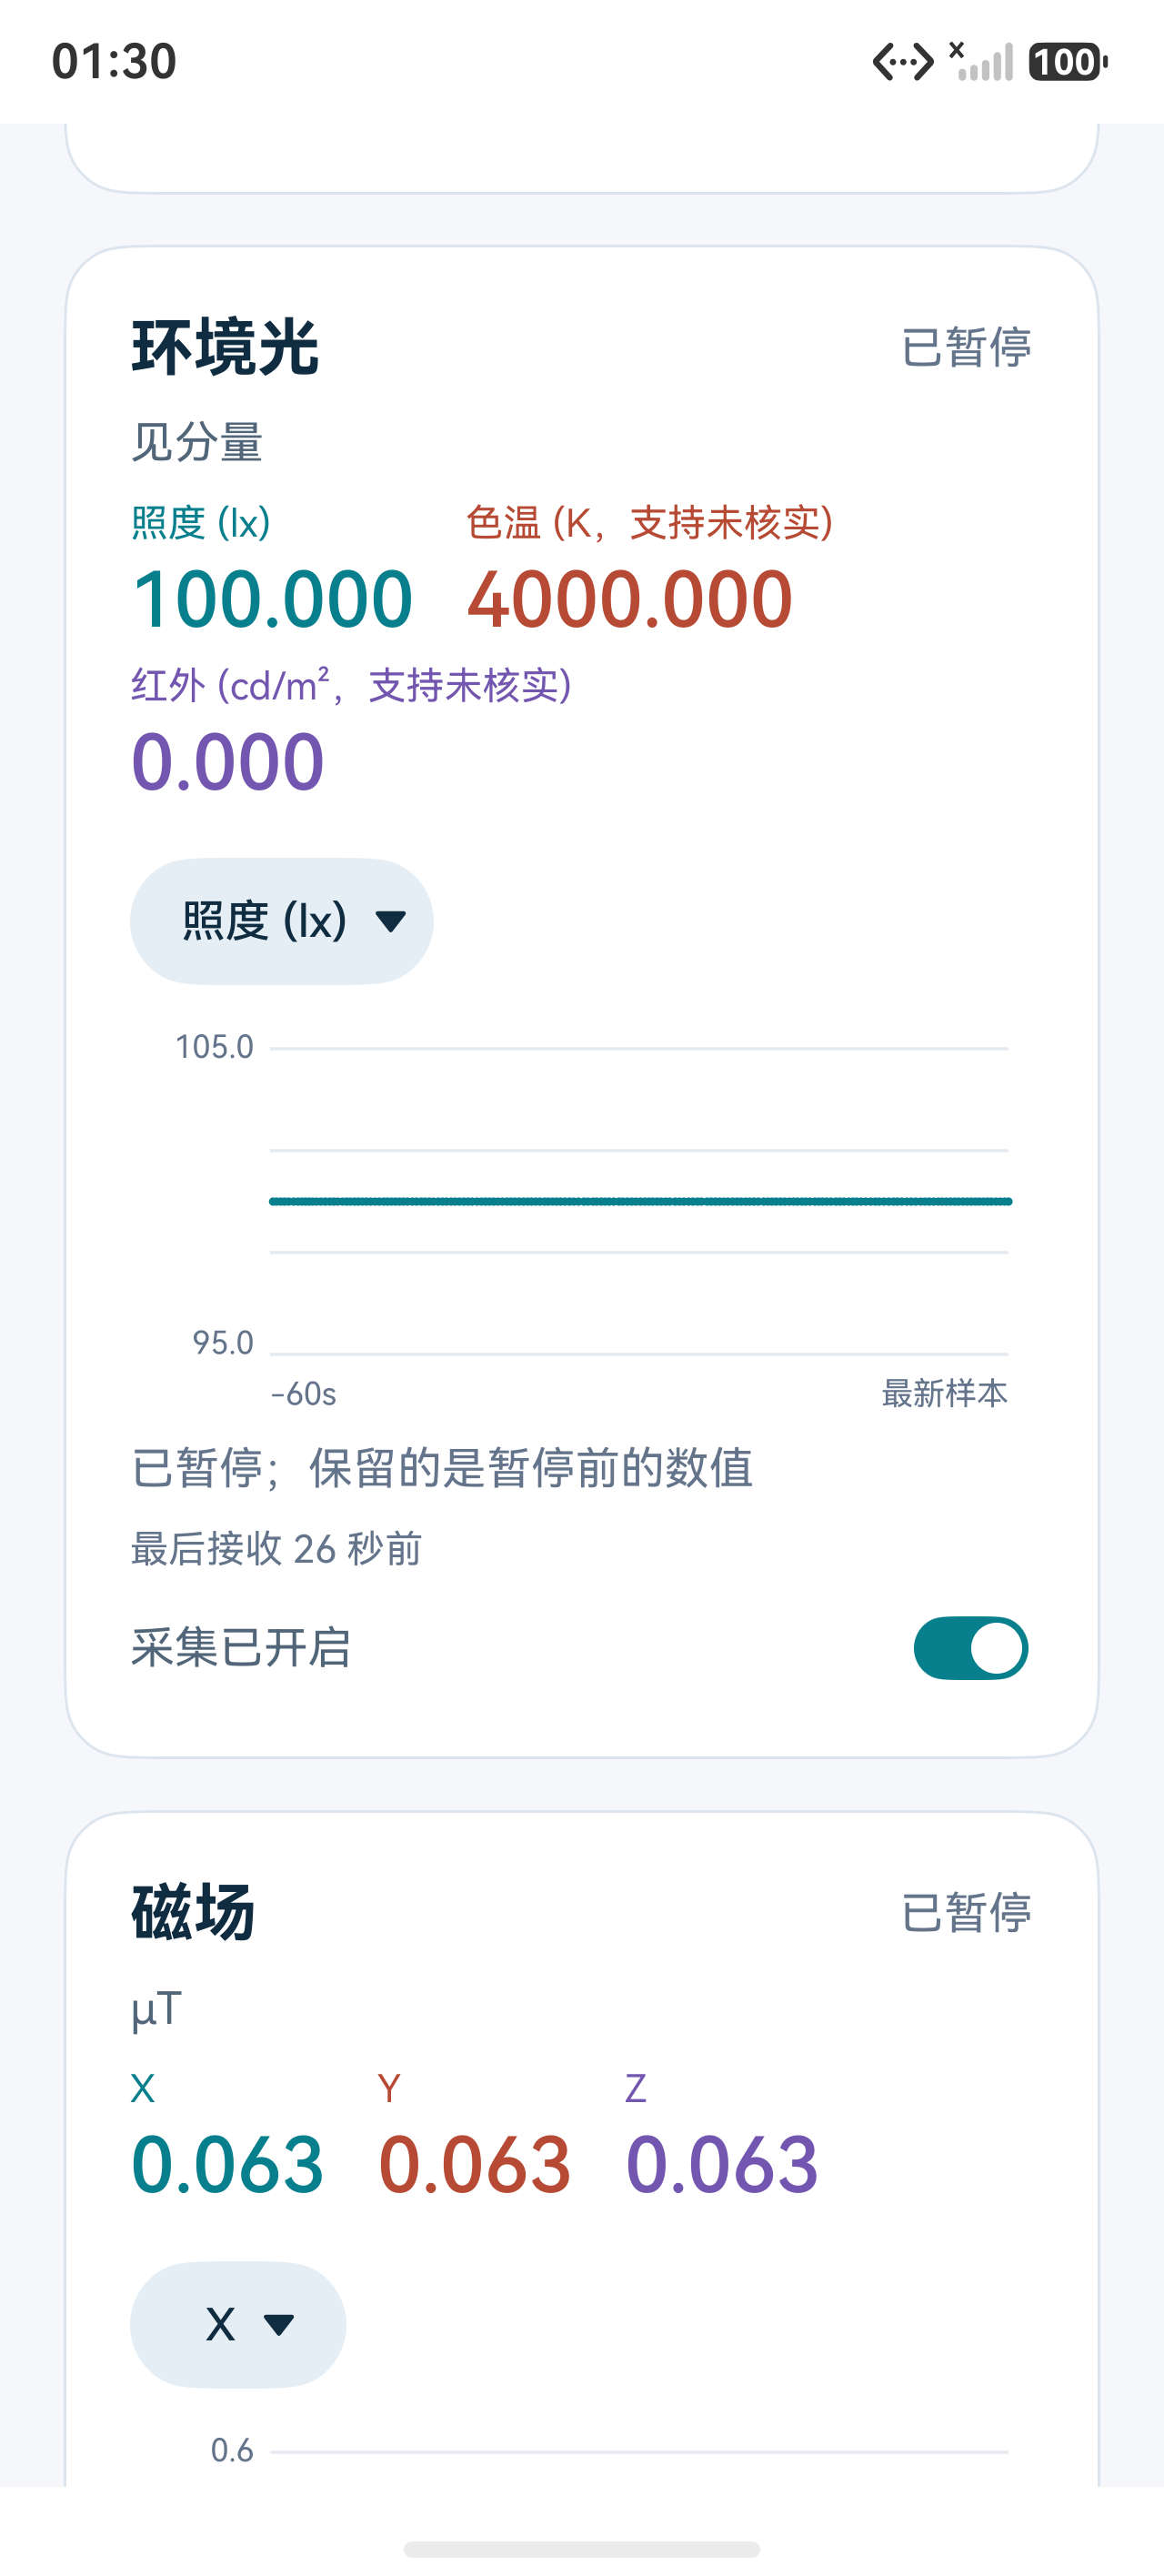 01:30
100
环境光
已暂停
见分量
照度 (lx)
色温 (K，支持未核实)
100.000
4000.000
红外 (cd/m²，支持未核实)
0.000
照度 (lx)
105.0
95.0
-60s
最新样本
已暂停；保留的是暂停前的数值
最后接收 26 秒前
采集已开启
磁场
已暂停
μT
X
Y
Z
0.063
0.063
0.063
X
0.6